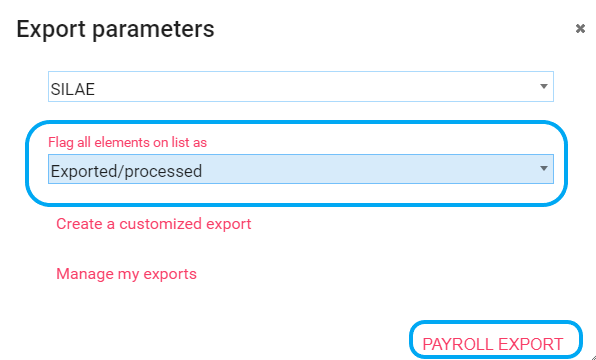 Export parameters
SILAE
Flag all elements on list as
Exported/processed
Create a customized export
Manage my exports
PAYROLL EXPORT